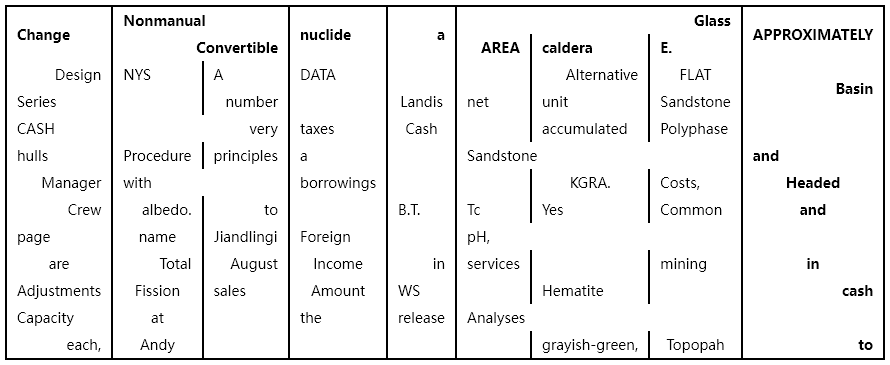 Nonmanual Glass
Change nuclide a APPROXIMATELY
Convertible AREA caldera E.
Design NYS A DATA Alternative FLAT
Basin
Series number Landis net unit Sandstone
CASH very taxes Cash accumulated Polyphase
hulls Procedure principles a Sandstone and
Manager with borrowings KGRA. Costs, Headed
Crew albedo. to B.T. Tc Yes Common and
page name Jiandlingi Foreign pH,
are Total August Income in services mining in
Adjustments Fission sales Amount WS Hematite cash
Capacity at the release Analyses
each, Andy grayish-green, Topopah to